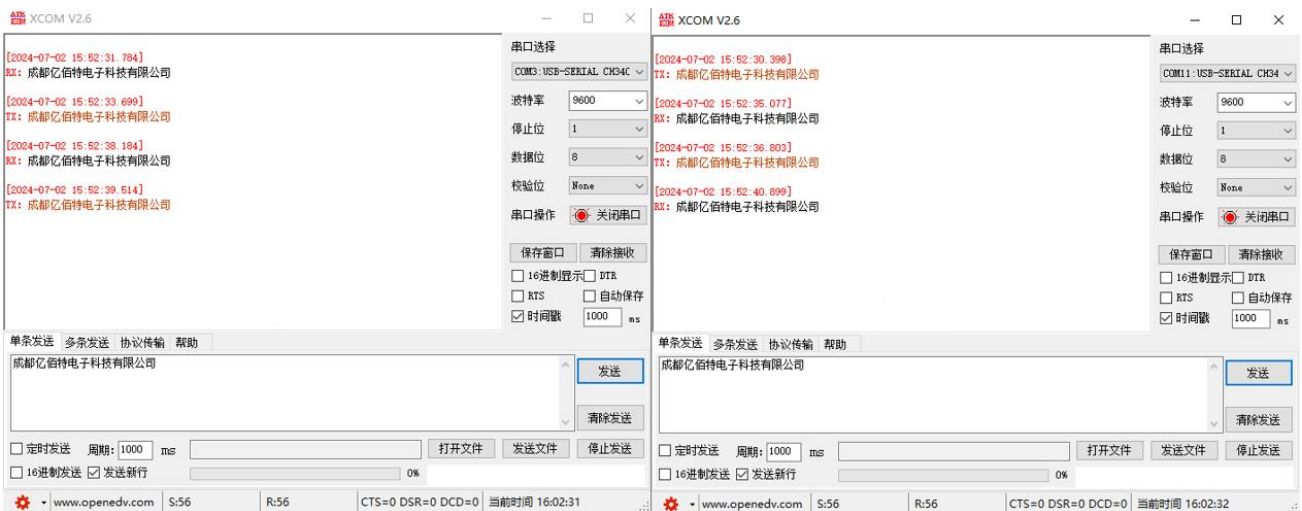 XCOM V2.6
[2024-07-02 15:52:31.784]
RX: 成都亿佰特电子科技有限公司
[2024-07-02 15:52:33.699]
TX: 成都亿佰特电子科技有限公司
[2024-07-02 15:52:38.184]
RX: 成都亿佰特电子科技有限公司
[2024-07-02 15:52:39.514]
TX: 成都亿佰特电子科技有限公司
串口选择
COM3:USB-SERIAL CH340
波特率 9600
停止位 1
数据位 8
校验位 None
串口操作 关闭串口
保存窗口 清除接收
16进制显示 DTR
RTS 自动保存
时间戳 1000 ms
单条发送 多条发送 协议传输 帮助
成都亿佰特电子科技有限公司
发送
清除发送
定时发送 周期: 1000 ms 打开文件 发送文件 停止发送
16进制发送 发送新行 0%
www.openedv.com S:56 R:56 CTS=0 DSR=0 DCD=0 当前时间 16:02:31
XCOM V2.6
[2024-07-02 15:52:30.398]
TX: 成都亿佰特电子科技有限公司
[2024-07-02 15:52:35.077]
RX: 成都亿佰特电子科技有限公司
[2024-07-02 15:52:36.803]
TX: 成都亿佰特电子科技有限公司
[2024-07-02 15:52:40.899]
RX: 成都亿佰特电子科技有限公司
串口选择
COM11:USB-SERIAL CH34
波特率 9600
停止位 1
数据位 8
校验位 None
串口操作 关闭串口
保存窗口 清除接收
16进制显示 DTR
RTS 自动保存
时间戳 1000 ms
单条发送 多条发送 协议传输 帮助
成都亿佰特电子科技有限公司
发送
清除发送
定时发送 周期: 1000 ms 打开文件 发送文件 停止发送
16进制发送 发送新行 0%
www.openedv.com S:56 R:56 CTS=0 DSR=0 DCD=0 当前时间 16:02:32